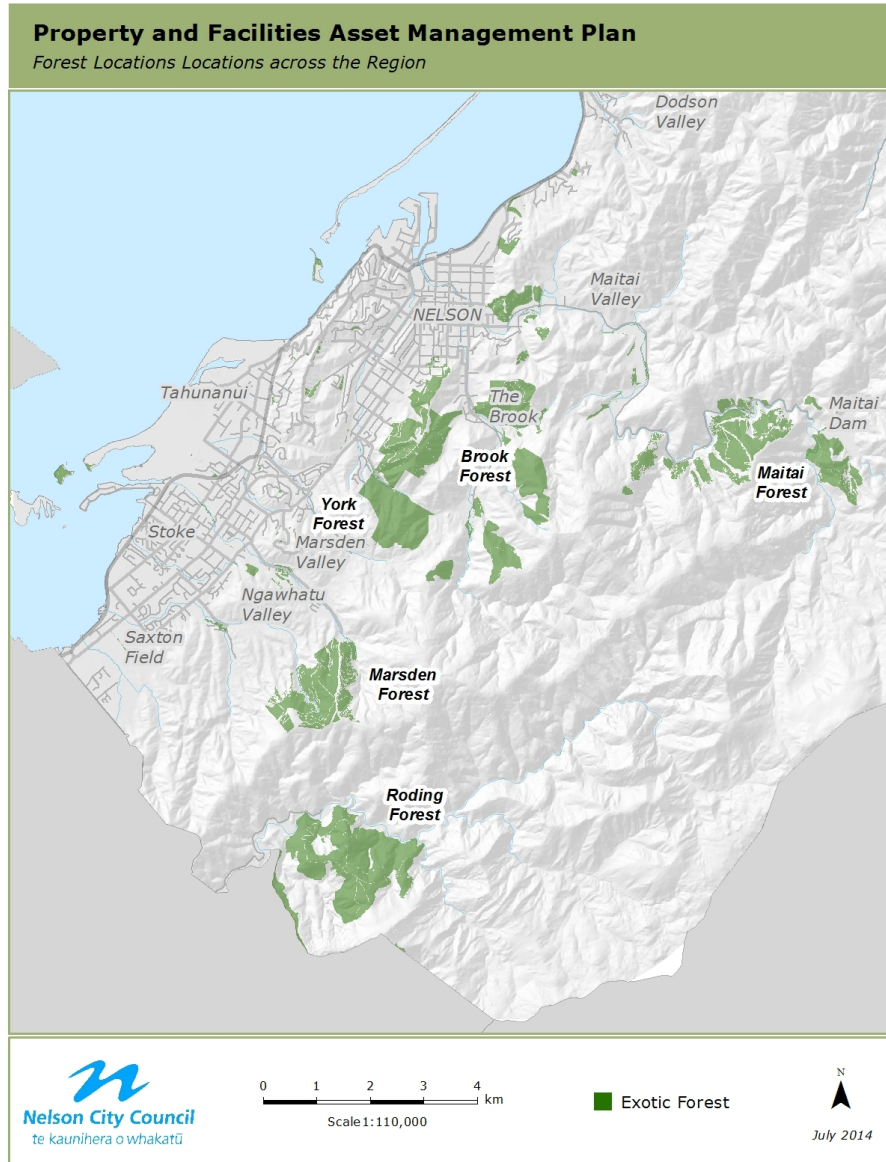 Property and Facilities Asset Management Plan
Forest Locations Locations across the Region
Dodson
Valley
Maitai
Valley
NELSON
Tahunanui
The
Brook
Maitai
Dam
Brook
Forest
Maitai
Forest
York
Forest
Stoke
Marsden
Valley
Ngawhatu
Valley
Saxton
Field
Marsden
Forest
Roding
Forest
Nelson City Council
te kaunihera o whakatū
0 1 2 3 4
km
Scale1:110,000
Exotic Forest
N
July 2014